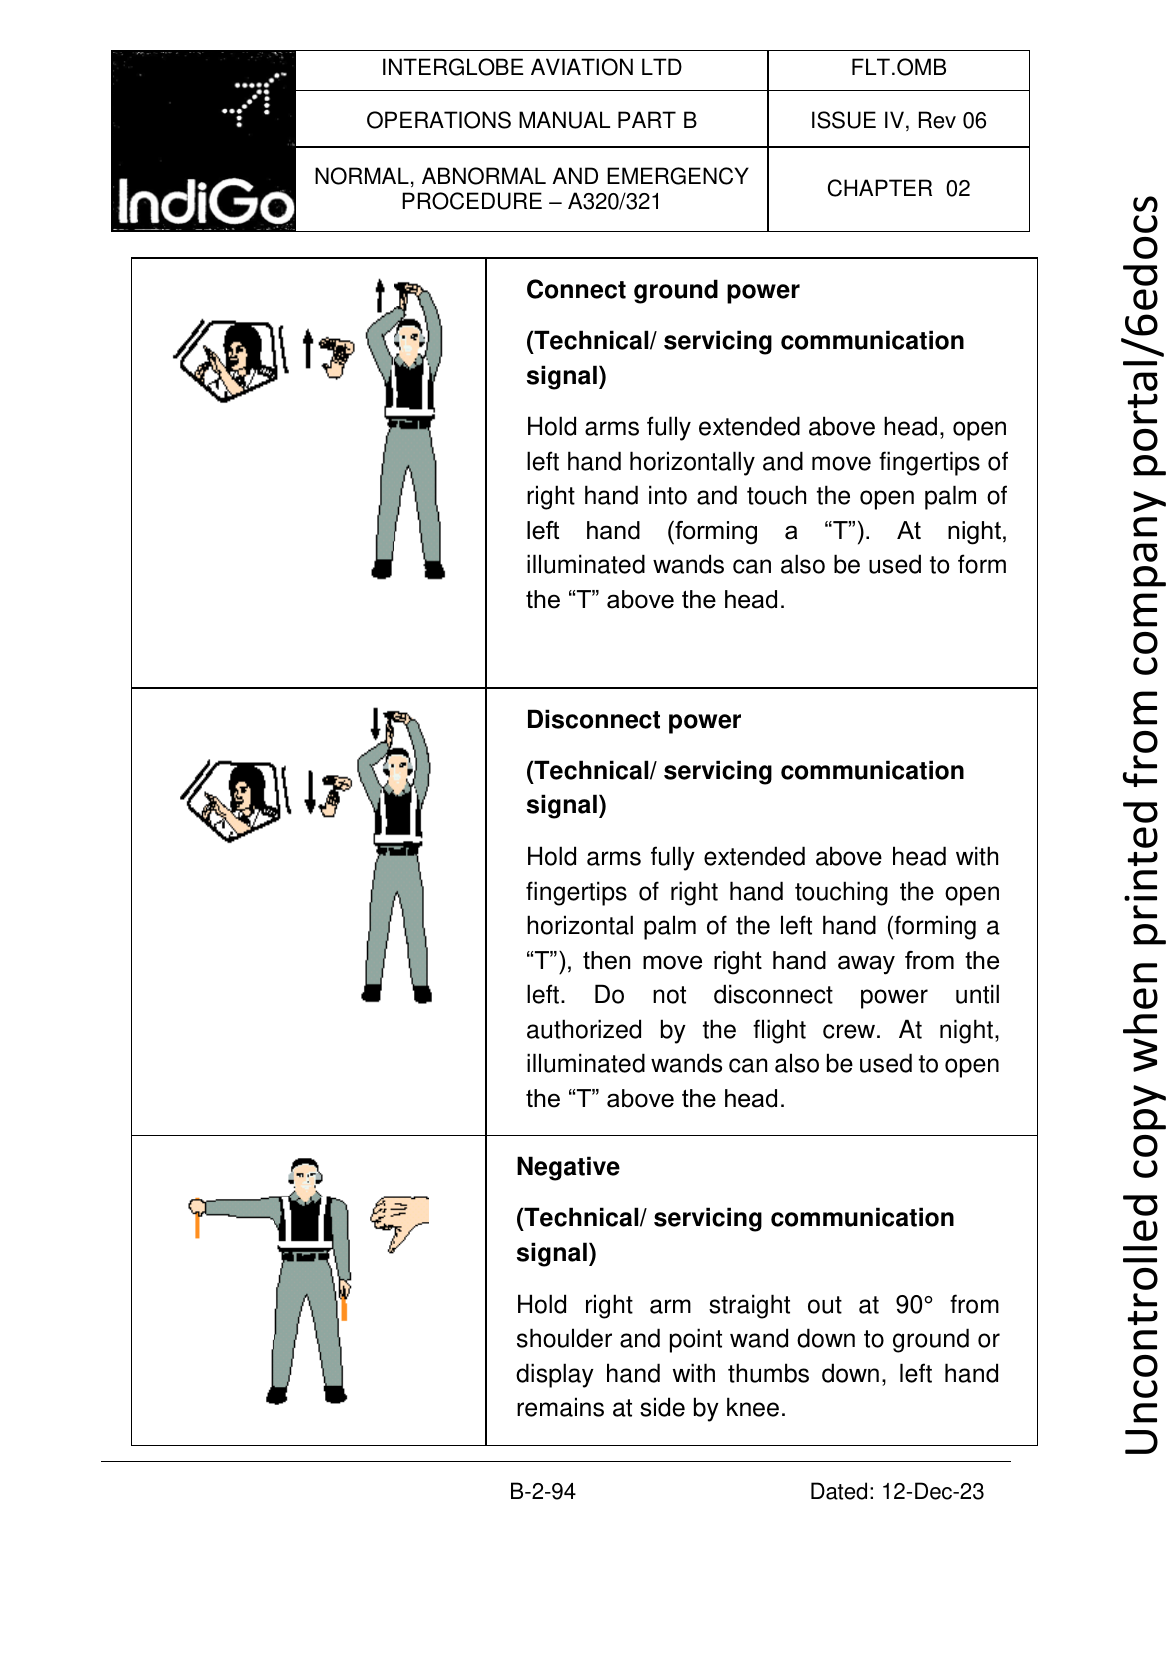 IndiGo
INTERGLOBE AVIATION LTD
FLT.OMB
OPERATIONS MANUAL PART B
ISSUE IV, Rev 06
NORMAL, ABNORMAL AND EMERGENCY
PROCEDURE – A320/321
CHAPTER 02
Connect ground power
(Technical/ servicing communication
signal)
Hold arms fully extended above head, open
left hand horizontally and move fingertips of
right hand into and touch the open palm of
left hand (forming a “T”). At night,
illuminated wands can also be used to form
the “T” above the head.
Disconnect power
(Technical/ servicing communication
signal)
Hold arms fully extended above head with
fingertips of right hand touching the open
horizontal palm of the left hand (forming a
“T”), then move right hand away from the
left. Do not disconnect power until
authorized by the flight crew. At night,
illuminated wands can also be used to open
the “T” above the head.
Negative
(Technical/ servicing communication
signal)
Hold right arm straight out at 90° from
shoulder and point wand down to ground or
display hand with thumbs down, left hand
remains at side by knee.
B-2-94
Dated: 12-Dec-23
Uncontrolled copy when printed from company portal/6edocs